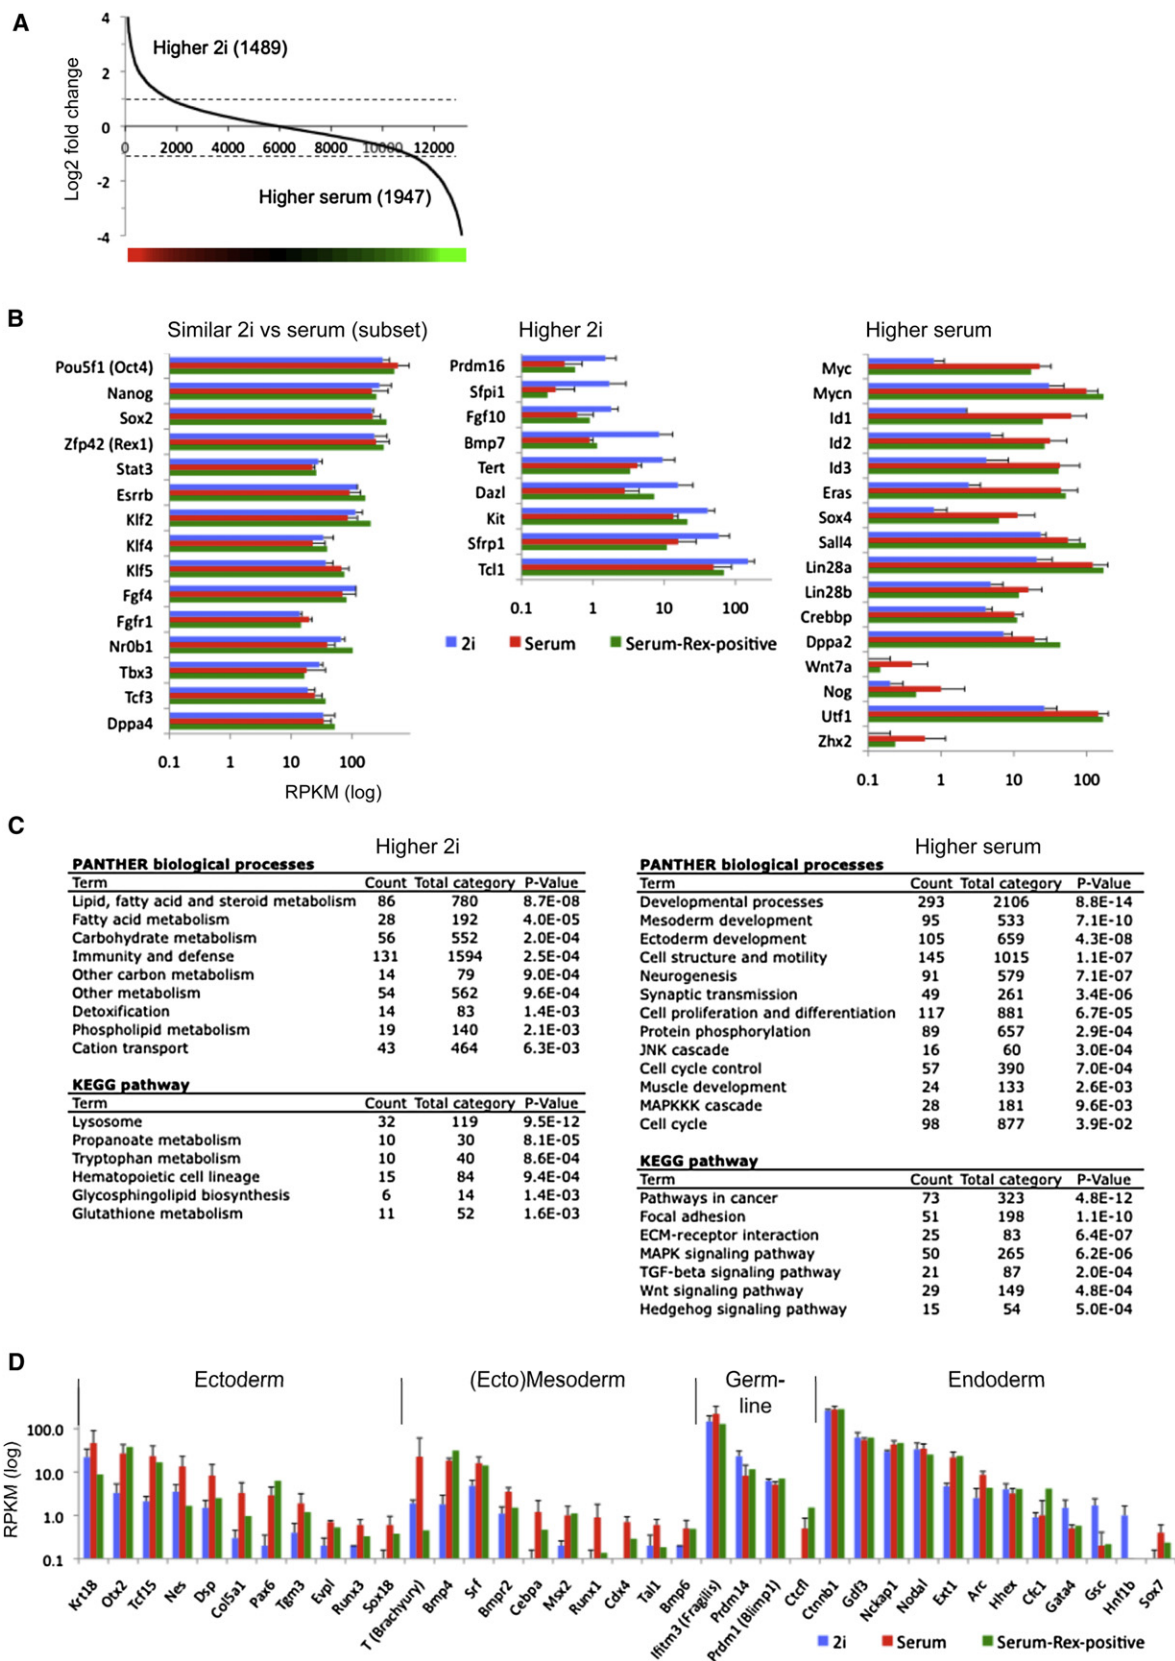 A
Log2 fold change
4
2
0
-2
-4
Higher 2i (1489)
0 2000 4000 6000 8000 10000 12000
Higher serum (1947)
B
Similar 2i vs serum (subset)
Pou5f1 (Oct4)
Nanog
Sox2
Zfp42 (Rex1)
Stat3
Esrrb
Klf2
Klf4
Klf5
Fgf4
Fgfr1
Nr0b1
Tbx3
Tcf3
Dppa4
0.1 1 10 100
RPKM (log)
Higher 2i
Prdm16
Sfpi1
Fgf10
Bmp7
Tert
Dazl
Kit
Sfrp1
Tcl1
0.1 1 10 100
2i Serum Serum-Rex-positive
Higher serum
Myc
Mycn
Id1
Id2
Id3
Eras
Sox4
Sall4
Lin28a
Lin28b
Crebbp
Dppa2
Wnt7a
Nog
Utf1
Zhx2
0.1 1 10 100
C
Higher 2i
PANTHER biological processes
Term Count Total category P-Value
Lipid, fatty acid and steroid metabolism 86 780 8.7E-08
Fatty acid metabolism 28 192 4.0E-05
Carbohydrate metabolism 56 552 2.0E-04
Immunity and defense 131 1594 2.5E-04
Other carbon metabolism 14 79 9.0E-04
Other metabolism 54 562 9.6E-04
Detoxification 14 83 1.4E-03
Phospholipid metabolism 19 140 2.1E-03
Cation transport 43 464 6.3E-03
KEGG pathway
Term Count Total category P-Value
Lysosome 32 119 9.5E-12
Propanoate metabolism 10 30 8.1E-05
Tryptophan metabolism 10 40 8.6E-04
Hematopoietic cell lineage 15 84 9.4E-04
Glycosphingolipid biosynthesis 6 14 1.4E-03
Glutathione metabolism 11 52 1.6E-03
Higher serum
PANTHER biological processes
Term Count Total category P-Value
Developmental processes 293 2106 8.8E-14
Mesoderm development 95 533 7.1E-10
Ectoderm development 105 659 4.3E-08
Cell structure and motility 145 1015 1.1E-07
Neurogenesis 91 579 7.1E-07
Synaptic transmission 49 261 3.4E-06
Cell proliferation and differentiation 117 881 6.7E-05
Protein phosphorylation 89 657 2.9E-04
JNK cascade 16 60 3.0E-04
Cell cycle control 57 390 7.0E-04
Muscle development 24 133 2.6E-03
MAPKKK cascade 28 181 9.6E-03
Cell cycle 98 877 3.9E-02
KEGG pathway
Term Count Total category P-Value
Pathways in cancer 73 323 4.8E-12
Focal adhesion 51 198 1.1E-10
ECM-receptor interaction 25 83 6.4E-07
MAPK signaling pathway 50 265 6.2E-06
TGF-beta signaling pathway 21 87 2.0E-04
Wnt signaling pathway 29 149 4.8E-04
Hedgehog signaling pathway 15 54 5.0E-04
D
Ectoderm
(Ecto)Mesoderm
Germ-
line
Endoderm
RPKM (log)
100.0
10.0
1.0
0.1
Krt18
Otx2
Tcf15
Nes
Dsp
Col5a1
Pax6
Tgm3
Evpl
Runx3
Sox18
T (Brachyury)
Bmp4
Srf
Bmpr2
Cebpa
Msx2
Runx1
Cdx4
Tal1
Bmp6
Ifitm3 (Fragilis)
Prdm14
Prdm1 (Blimp1)
Ctcfl
Ctnnb1
Gdf3
Nckap1
Nodal
Ext1
Arc
Hhex
Cfc1
Gata4
Gsc
Hnf1b
Sox7
2i Serum Serum-Rex-positive